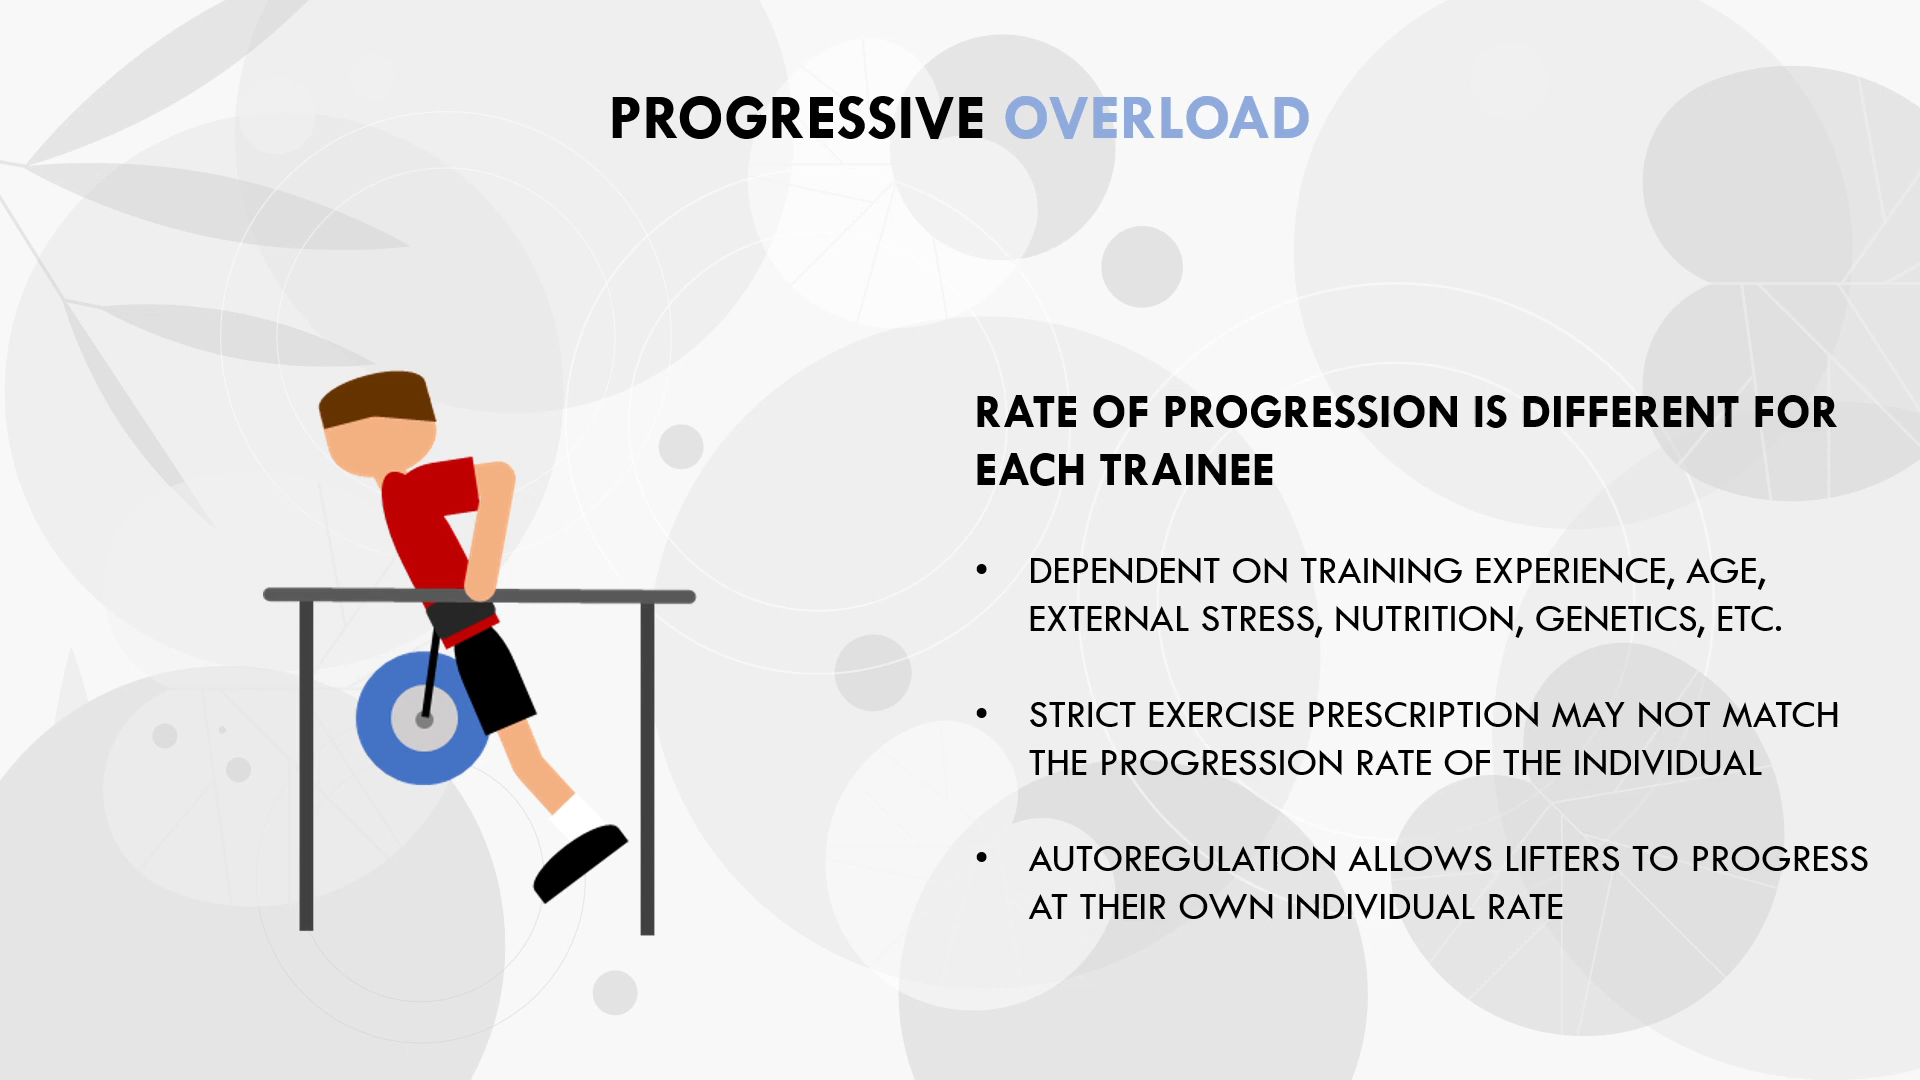 PROGRESSIVE OVERLOAD
RATE OF PROGRESSION IS DIFFERENT FOR
EACH TRAINEE
• DEPENDENT ON TRAINING EXPERIENCE, AGE,
EXTERNAL STRESS, NUTRITION, GENETICS, ETC.
• STRICT EXERCISE PRESCRIPTION MAY NOT MATCH
THE PROGRESSION RATE OF THE INDIVIDUAL
• AUTOREGULATION ALLOWS LIFTERS TO PROGRESS
AT THEIR OWN INDIVIDUAL RATE